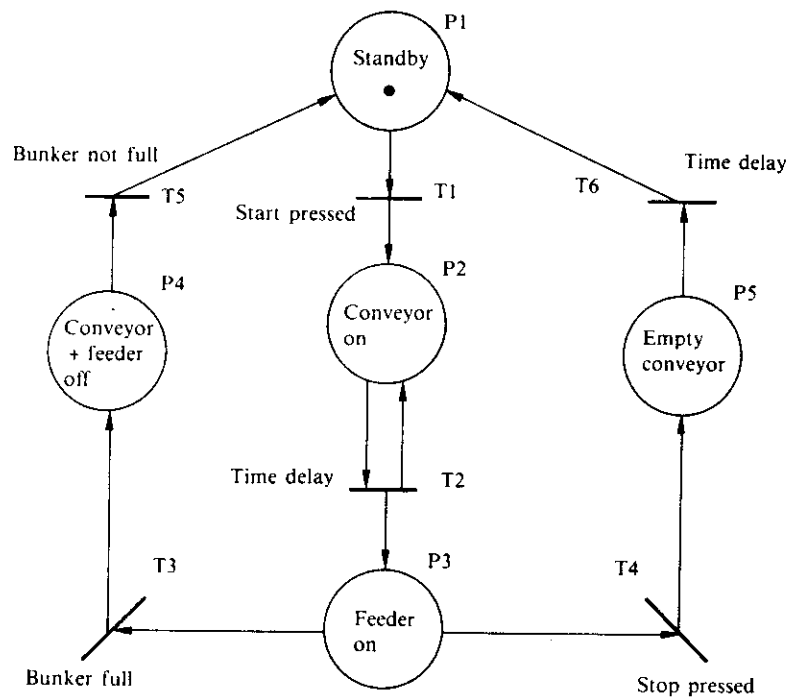 P1
Standby
Bunker not full
Time delay
T5
T6
T1
Start pressed
P4
P2
P5
Conveyor
+ feeder
off
Conveyor
on
Empty
conveyor
Time delay
T2
T3
P3
T4
Feeder
on
Bunker full
Stop pressed